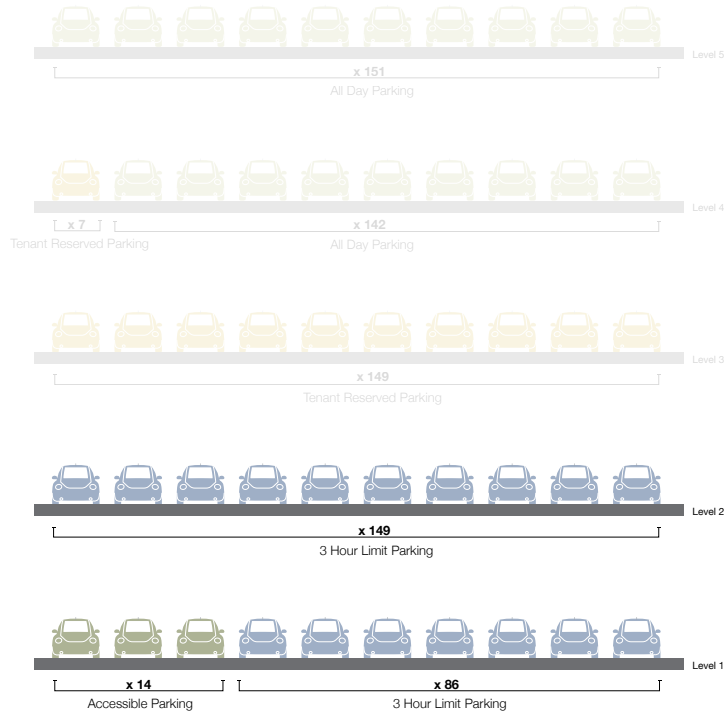 Level 5
x 151
All Day Parking
Level 4
x 7
x 142
Tenant Reserved Parking
All Day Parking
Level 3
x 149
Tenant Reserved Parking
Level 2
x 149
3 Hour Limit Parking
Level 1
x 14
x 86
Accessible Parking
3 Hour Limit Parking